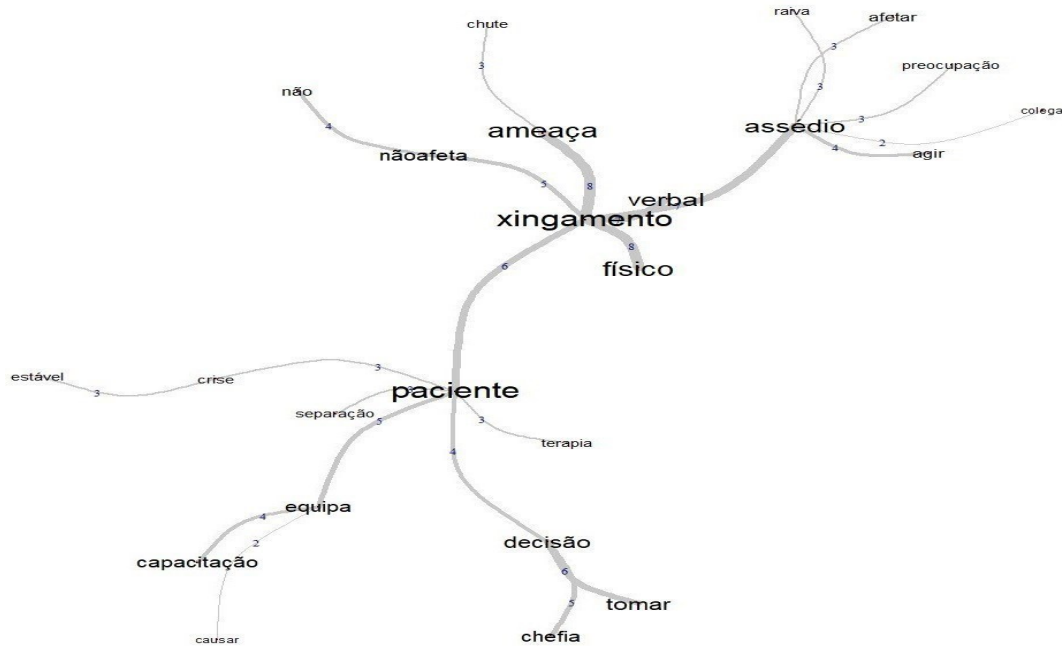 raiva
afetar
chute
3
3
preocupação
3
3
não
colega
3
4
ameaça
assédio
2
4
agir
nãoafeta
5
8
verbal
xingamento
8
6
físico
3
estável
3
crise
paciente
3
separação
5
3
terapia
4
equipa
4
2
decisão
capacitação
6
5
tomar
chefia
causar